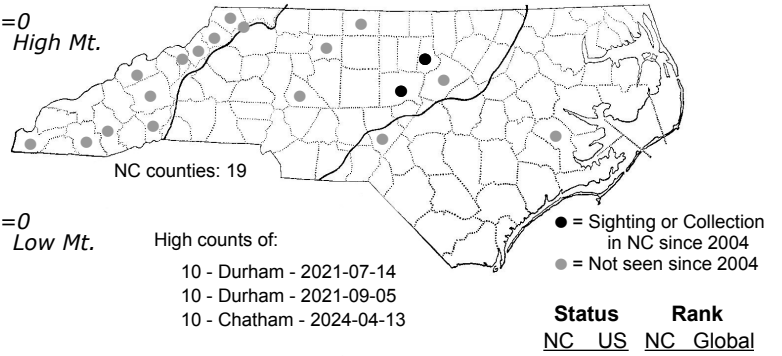 =0
High Mt.
NC counties: 19
=0
Low Mt.
High counts of:
10 - Durham - 2021-07-14
10 - Durham - 2021-09-05
10 - Chatham - 2024-04-13
● = Sighting or Collection
in NC since 2004
● = Not seen since 2004
Status Rank
NC US NC Global